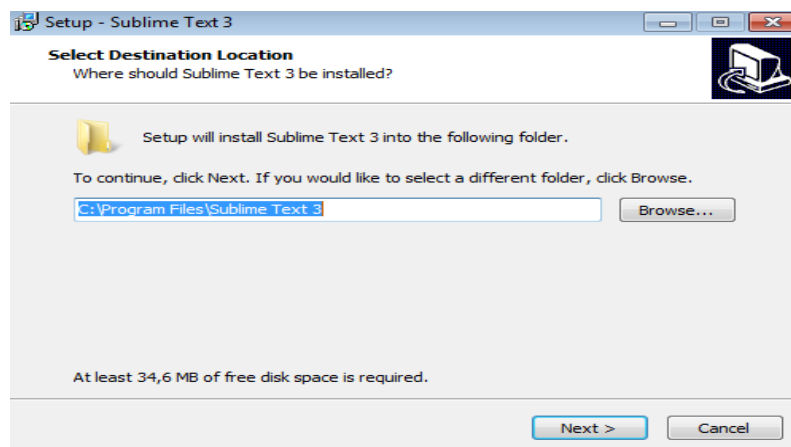 Setup - Sublime Text 3
Select Destination Location
Where should Sublime Text 3 be installed?
Setup will install Sublime Text 3 into the following folder.
To continue, click Next. If you would like to select a different folder, click Browse.
C:\Program Files\Sublime Text 3
Browse...
At least 34,6 MB of free disk space is required.
Next >
Cancel